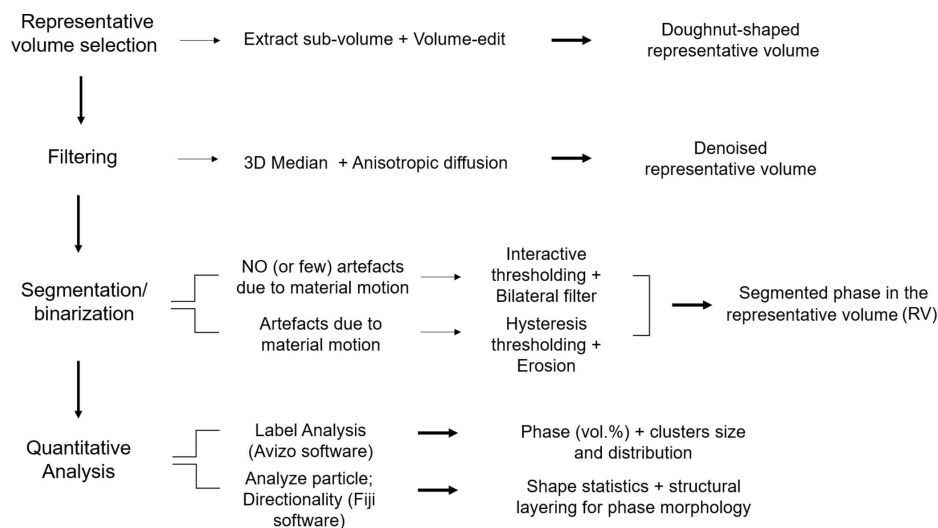 Representative
volume selection
Extract sub-volume + Volume-edit
Doughnut-shaped
representative volume
Filtering
3D Median + Anisotropic diffusion
Denoised
representative volume
Segmentation/
binarization
NO (or few) artefacts
due to material motion
Interactive
thresholding +
Bilateral filter
Artefacts due to
material motion
Hysteresis
thresholding +
Erosion
Segmented phase in the
representative volume (RV)
Quantitative
Analysis
Label Analysis
(Avizo software)
Phase (vol.%) + clusters size
and distribution
Analyze particle;
Directionality (Fiji
software)
Shape statistics + structural
layering for phase morphology